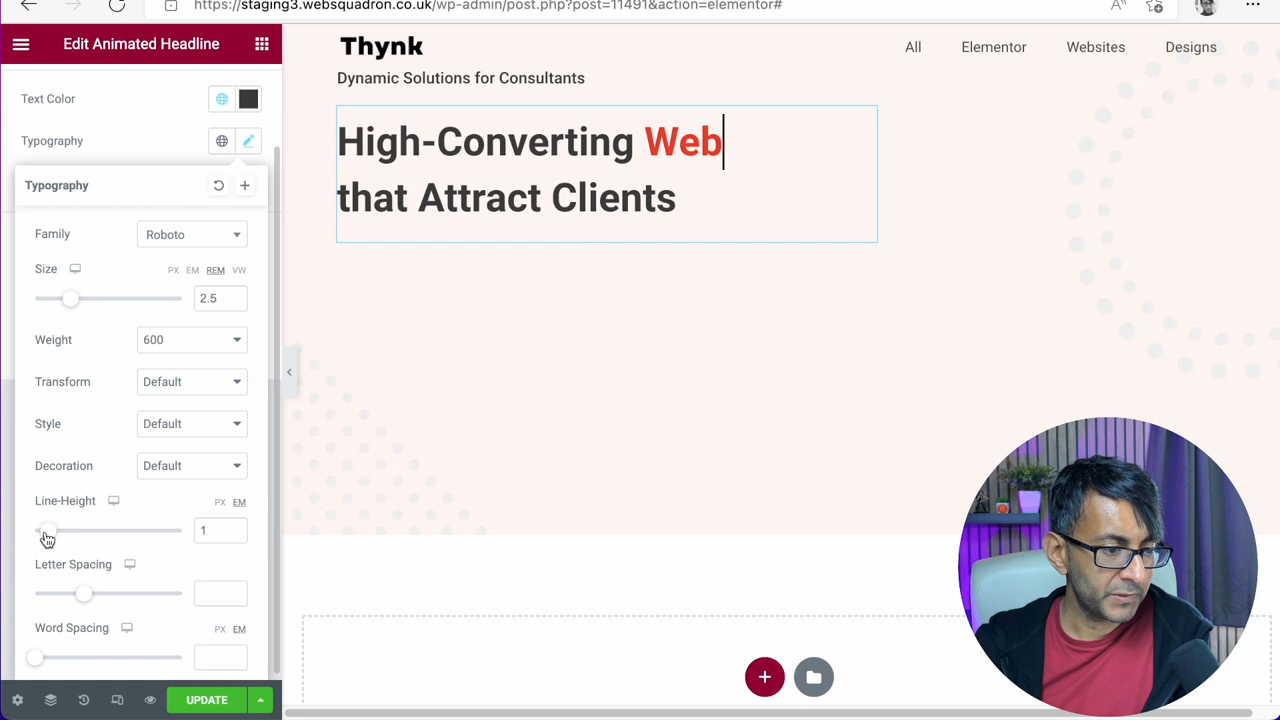 https://staging3.websquadron.co.uk/wp-admin/post.php?post=11491&action=elementor#
Edit Animated Headline
Text Color
Typography
Typography
Family
Roboto
Size
PX EM REM VW
2.5
Weight
600
Transform
Default
Style
Default
Decoration
Default
Line-Height
PX EM
1
Letter Spacing
Word Spacing
PX EM
UPDATE
Thynk
All Elementor Websites Designs
Dynamic Solutions for Consultants
High-Converting Web
that Attract Clients